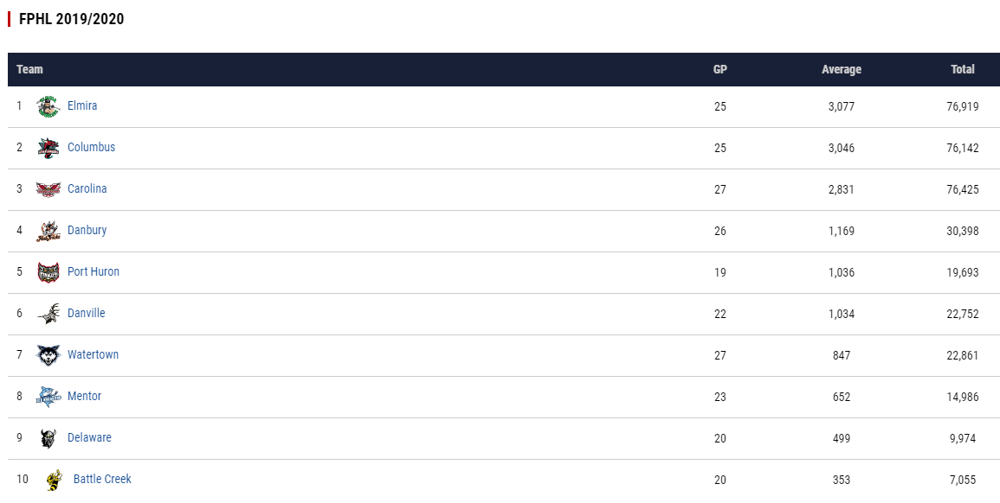 FPHL 2019/2020
Team GP Average Total
1 Elmira 25 3,077 76,919
2 Columbus 25 3,046 76,142
3 Carolina 27 2,831 76,425
4 Danbury 26 1,169 30,398
5 Port Huron 19 1,036 19,693
6 Danville 22 1,034 22,752
7 Watertown 27 847 22,861
8 Mentor 23 652 14,986
9 Delaware 20 499 9,974
10 Battle Creek 20 353 7,055